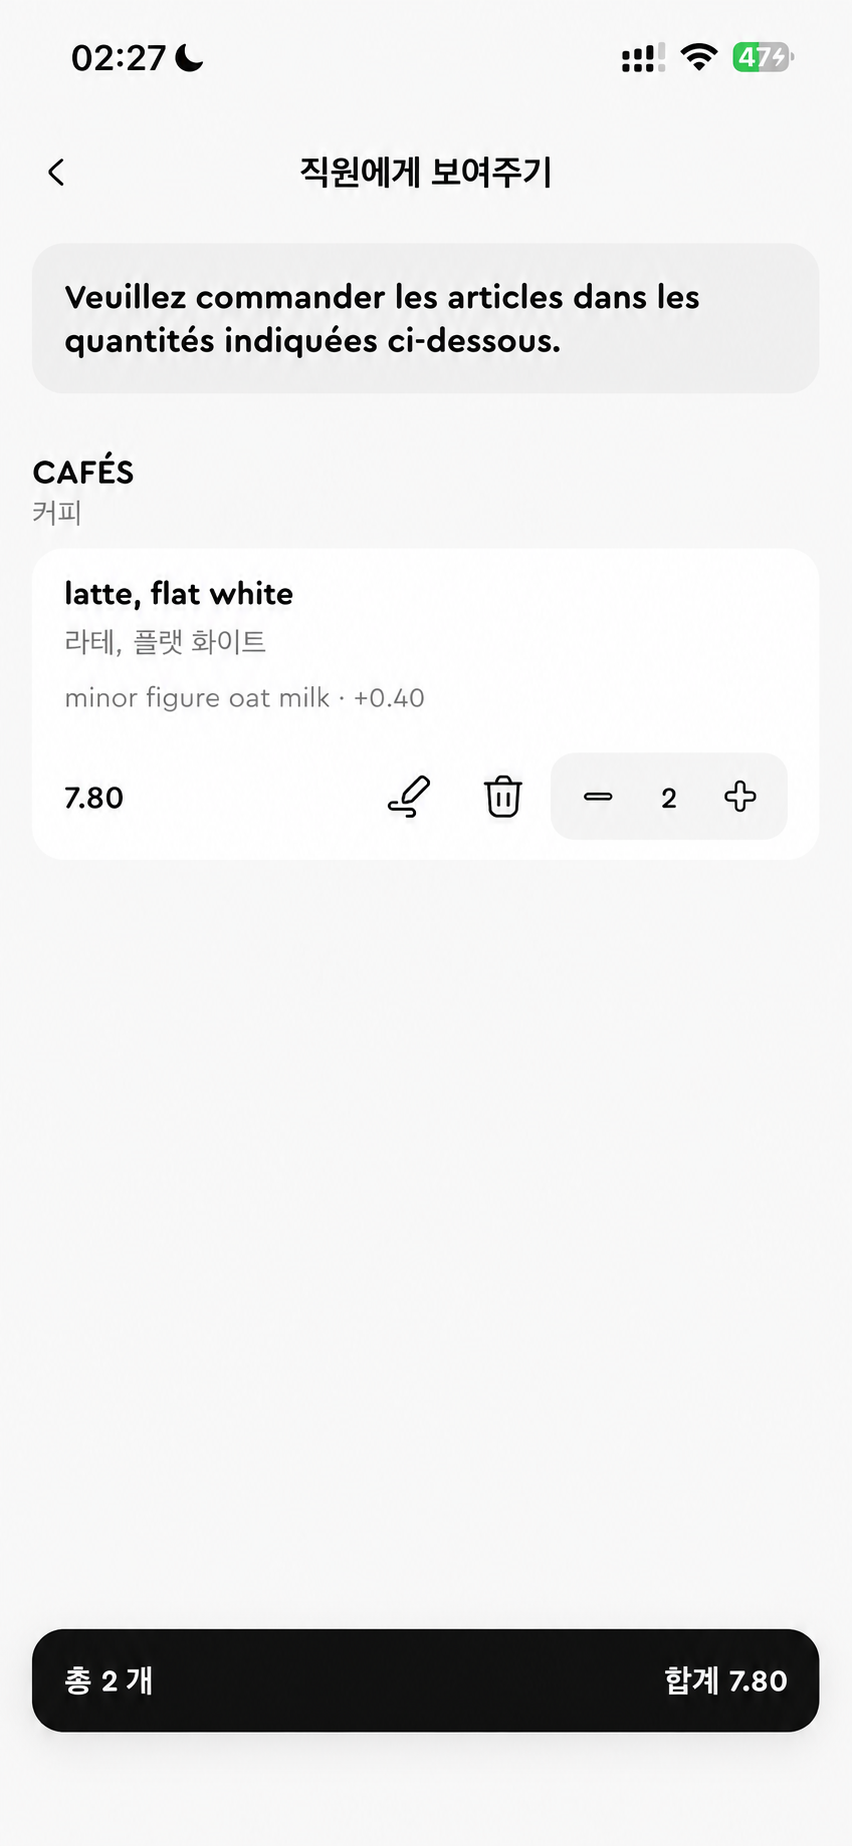 02:27
47
직원에게 보여주기
Veuillez commander les articles dans les
quantités indiquées ci-dessous.
CAFÉS
커피
latte, flat white
라테, 플랫 화이트
minor figure oat milk · +0.40
7.80
2
총 2 개
합계 7.80